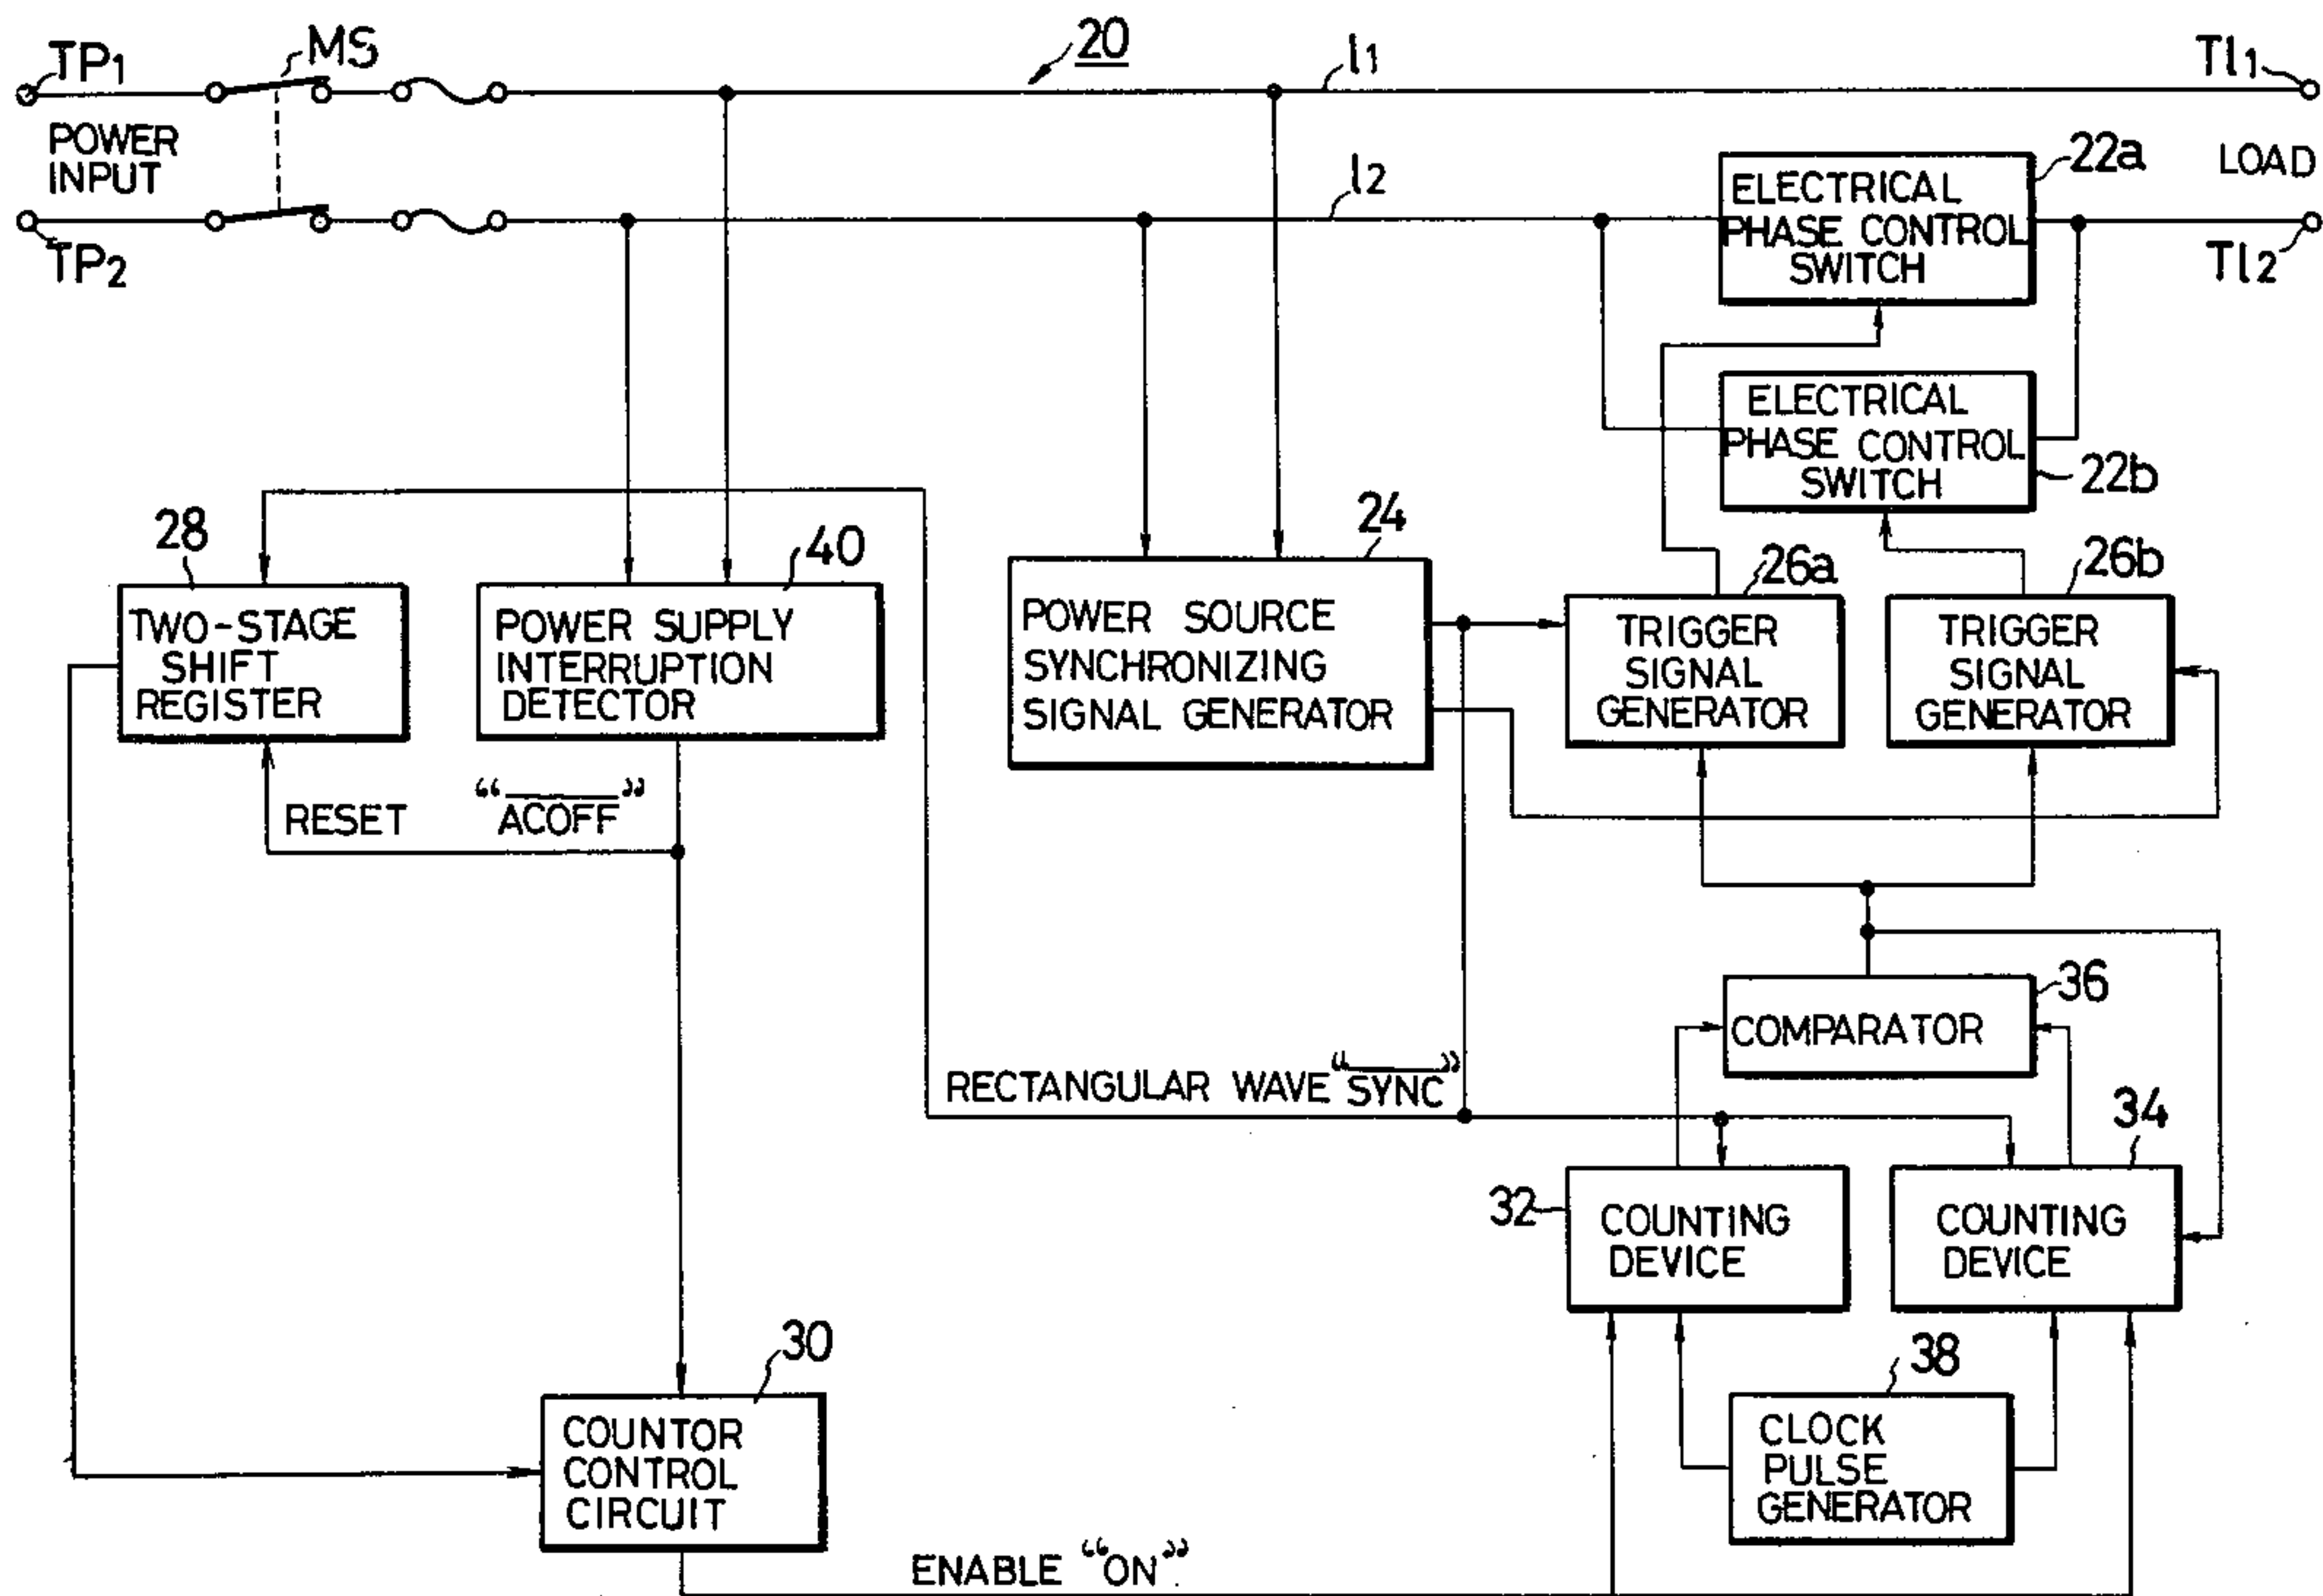 TP1
MS
20
l1
Tl1
POWER
INPUT
l2
22a
LOAD
TP2
ELECTRICAL
PHASE CONTROL
SWITCH
Tl2
ELECTRICAL
PHASE CONTROL
SWITCH
22b
28
40
24
26a
26b
TWO-STAGE
SHIFT
REGISTER
POWER SUPPLY
INTERRUPTION
DETECTOR
POWER SOURCE
SYNCHRONIZING
SIGNAL GENERATOR
TRIGGER
SIGNAL
GENERATOR
TRIGGER
SIGNAL
GENERATOR
RESET
“A̅C̅O̅F̅F̅”
36
COMPARATOR
RECTANGULAR WAVE “S̅Y̅N̅C̅”
34
32
COUNTING
DEVICE
COUNTING
DEVICE
30
38
COUNTOR
CONTROL
CIRCUIT
CLOCK
PULSE
GENERATOR
ENABLE “ON”